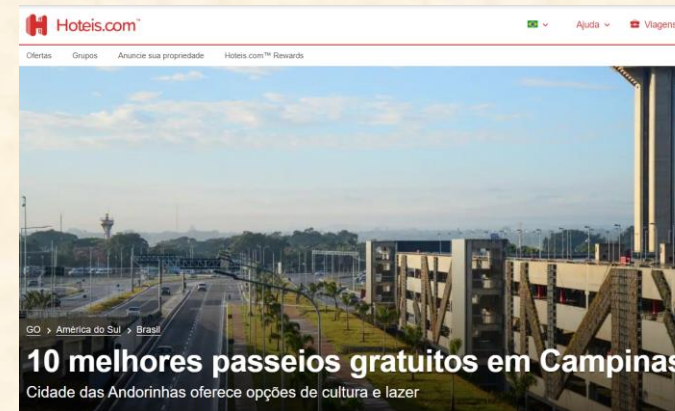 Hoteis.com™
Ajuda
Viagens
Ofertas Grupos Anuncie sua propriedade Hoteis.com™ Rewards
GO > América do Sul > Brasil
10 melhores passeios gratuitos em Campinas
Cidade das Andorinhas oferece opções de cultura e lazer